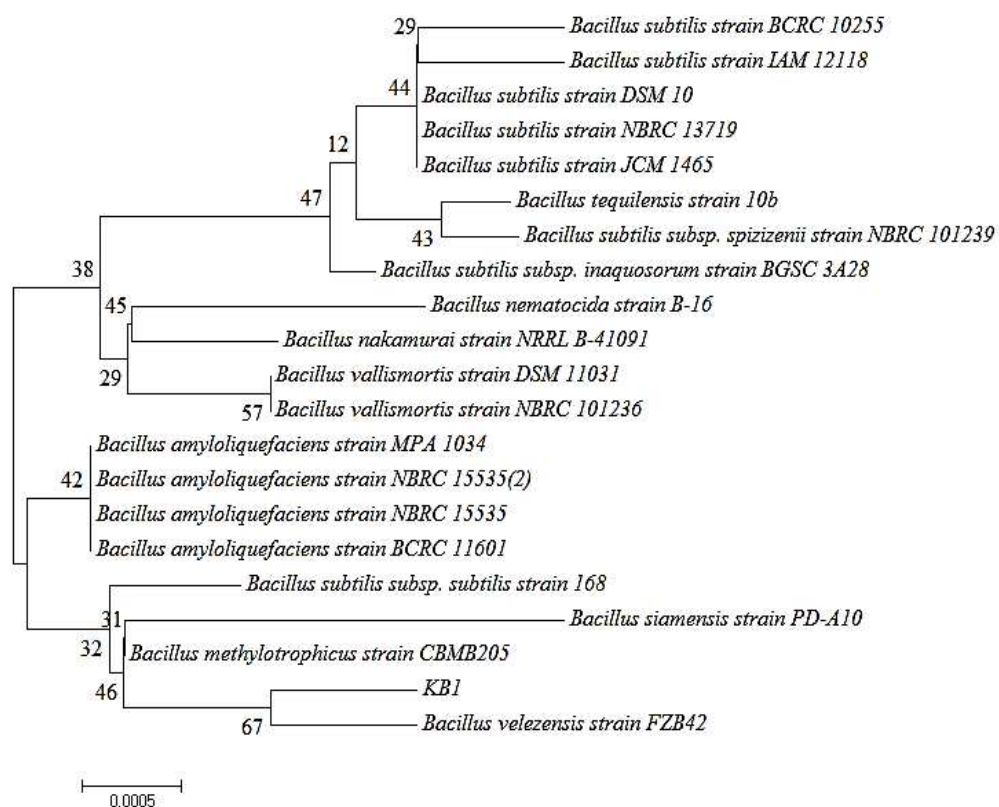 29
Bacillus subtilis strain BCRC 10255
Bacillus subtilis strain IAM 12118
44
Bacillus subtilis strain DSM 10
Bacillus subtilis strain NBRC 13719
12
Bacillus subtilis strain JCM 1465
47
Bacillus tequilensis strain 10b
43
Bacillus subtilis subsp. spizizenii strain NBRC 101239
38
Bacillus subtilis subsp. inaquosorum strain BGSC 3A28
45
Bacillus nematocida strain B-16
Bacillus nakamurai strain NRRL B-41091
29
Bacillus vallismortis strain DSM 11031
57
Bacillus vallismortis strain NBRC 101236
Bacillus amyloliquefaciens strain MPA 1034
42
Bacillus amyloliquefaciens strain NBRC 15535(2)
Bacillus amyloliquefaciens strain NBRC 15535
Bacillus amyloliquefaciens strain BCRC 11601
Bacillus subtilis subsp. subtilis strain 168
31
Bacillus siamensis strain PD-A10
32
Bacillus methylotrophicus strain CBMB205
46
KB1
67
Bacillus velezensis strain FZB42
0.0005